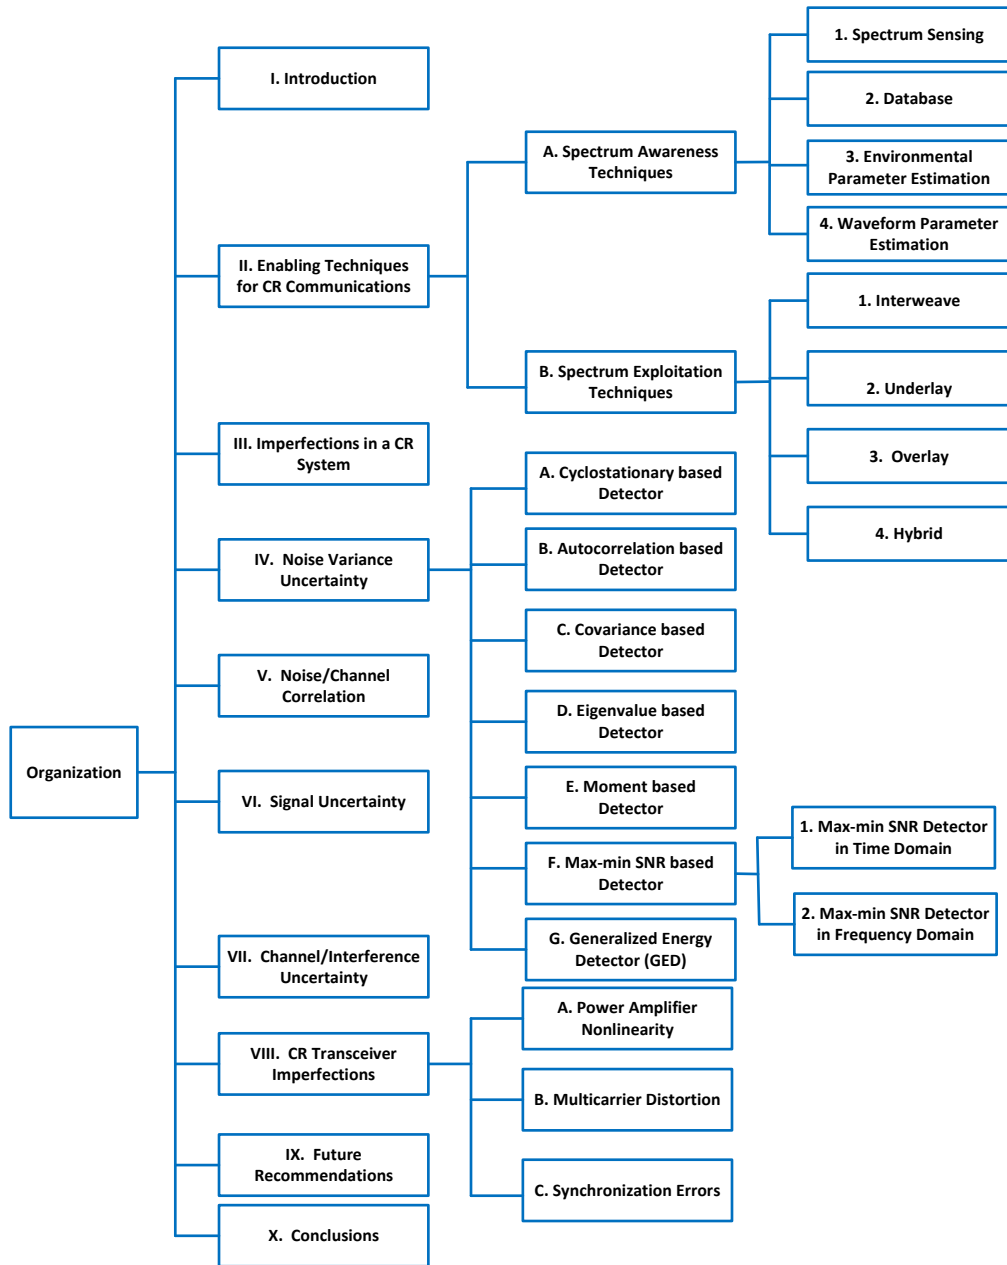 Organization
I. Introduction
II. Enabling Techniques
for CR Communications
A. Spectrum Awareness
Techniques
1. Spectrum Sensing
2. Database
3. Environmental
Parameter Estimation
4. Waveform Parameter
Estimation
B. Spectrum Exploitation
Techniques
1. Interweave
2. Underlay
3. Overlay
4. Hybrid
III. Imperfections in a CR
System
IV. Noise Variance
Uncertainty
A. Cyclostationary based
Detector
B. Autocorrelation based
Detector
C. Covariance based
Detector
D. Eigenvalue based
Detector
E. Moment based
Detector
F. Max-min SNR based
Detector
1. Max-min SNR Detector
in Time Domain
2. Max-min SNR Detector
in Frequency Domain
G. Generalized Energy
Detector (GED)
V. Noise/Channel
Correlation
VI. Signal Uncertainty
VII. Channel/Interference
Uncertainty
VIII. CR Transceiver
Imperfections
A. Power Amplifier
Nonlinearity
B. Multicarrier Distortion
C. Synchronization Errors
IX. Future
Recommendations
X. Conclusions